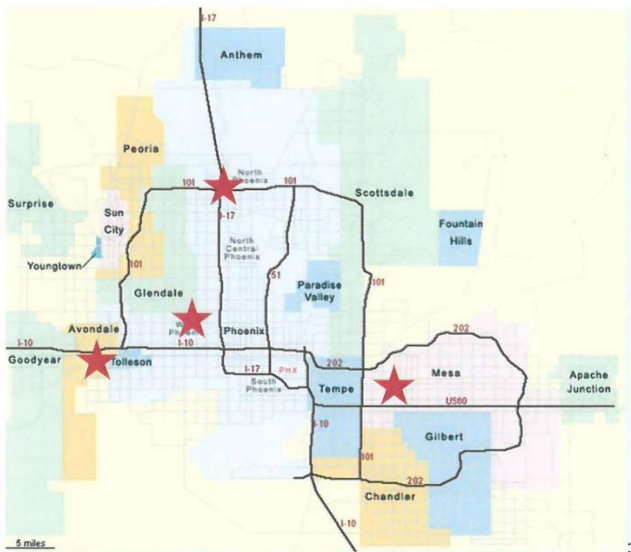 I-17
Anthem
Peoria
North
Phoenix
101
101
Scottsdale
Surprise
Sun
City
I-17
Fountain
Hills
North
Central
Phoenix
Youngtown
101
51
101
Paradise
Valley
Glendale
Phoenix
202
Avondale
I-10
I-10
Goodyear
Tolleson
202
Mesa
Apache
Junction
I-17
PHX
South
Phoenix
Tempe
US60
I-10
Gilbert
101
202
Chandler
I-10
5 miles